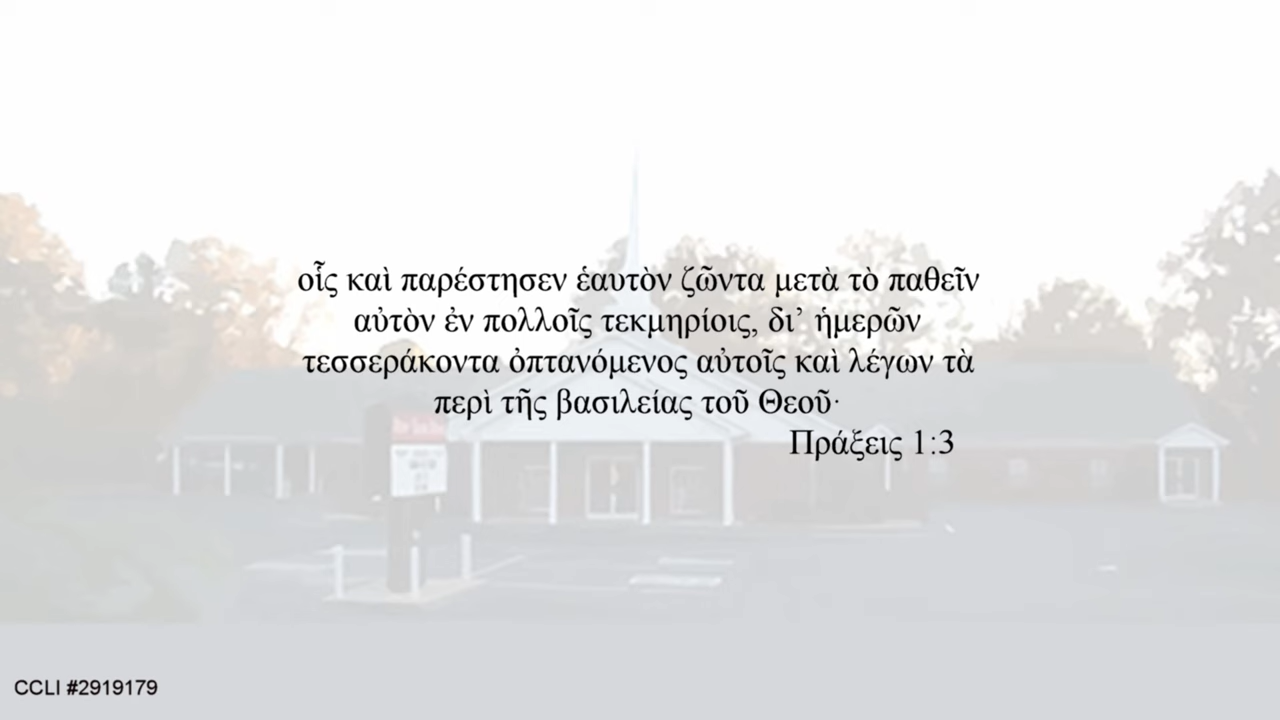 οἷς καὶ παρέστησεν ἑαυτὸν ζῶντα μετὰ τὸ παθεῖν
αὐτὸν ἐν πολλοῖς τεκμηρίοις, δι’ ἡμερῶν
τεσσεράκοντα ὀπτανόμενος αὐτοῖς καὶ λέγων τὰ
περὶ τῆς βασιλείας τοῦ Θεοῦ·
Πράξεις 1:3
CCLI #2919179